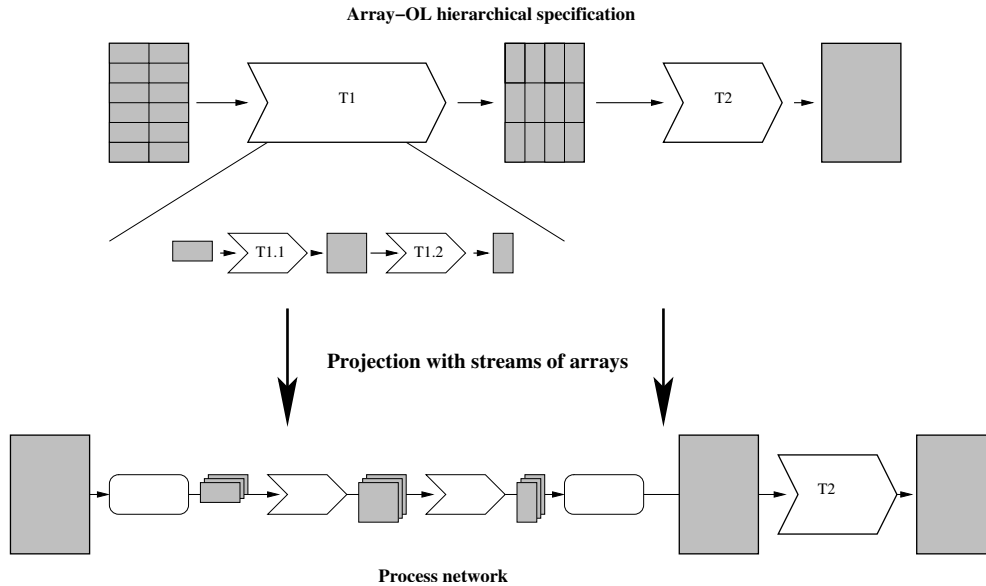 Array−OL hierarchical specification
T1
T2
T1.1
T1.2
Projection with streams of arrays
T2
Process network